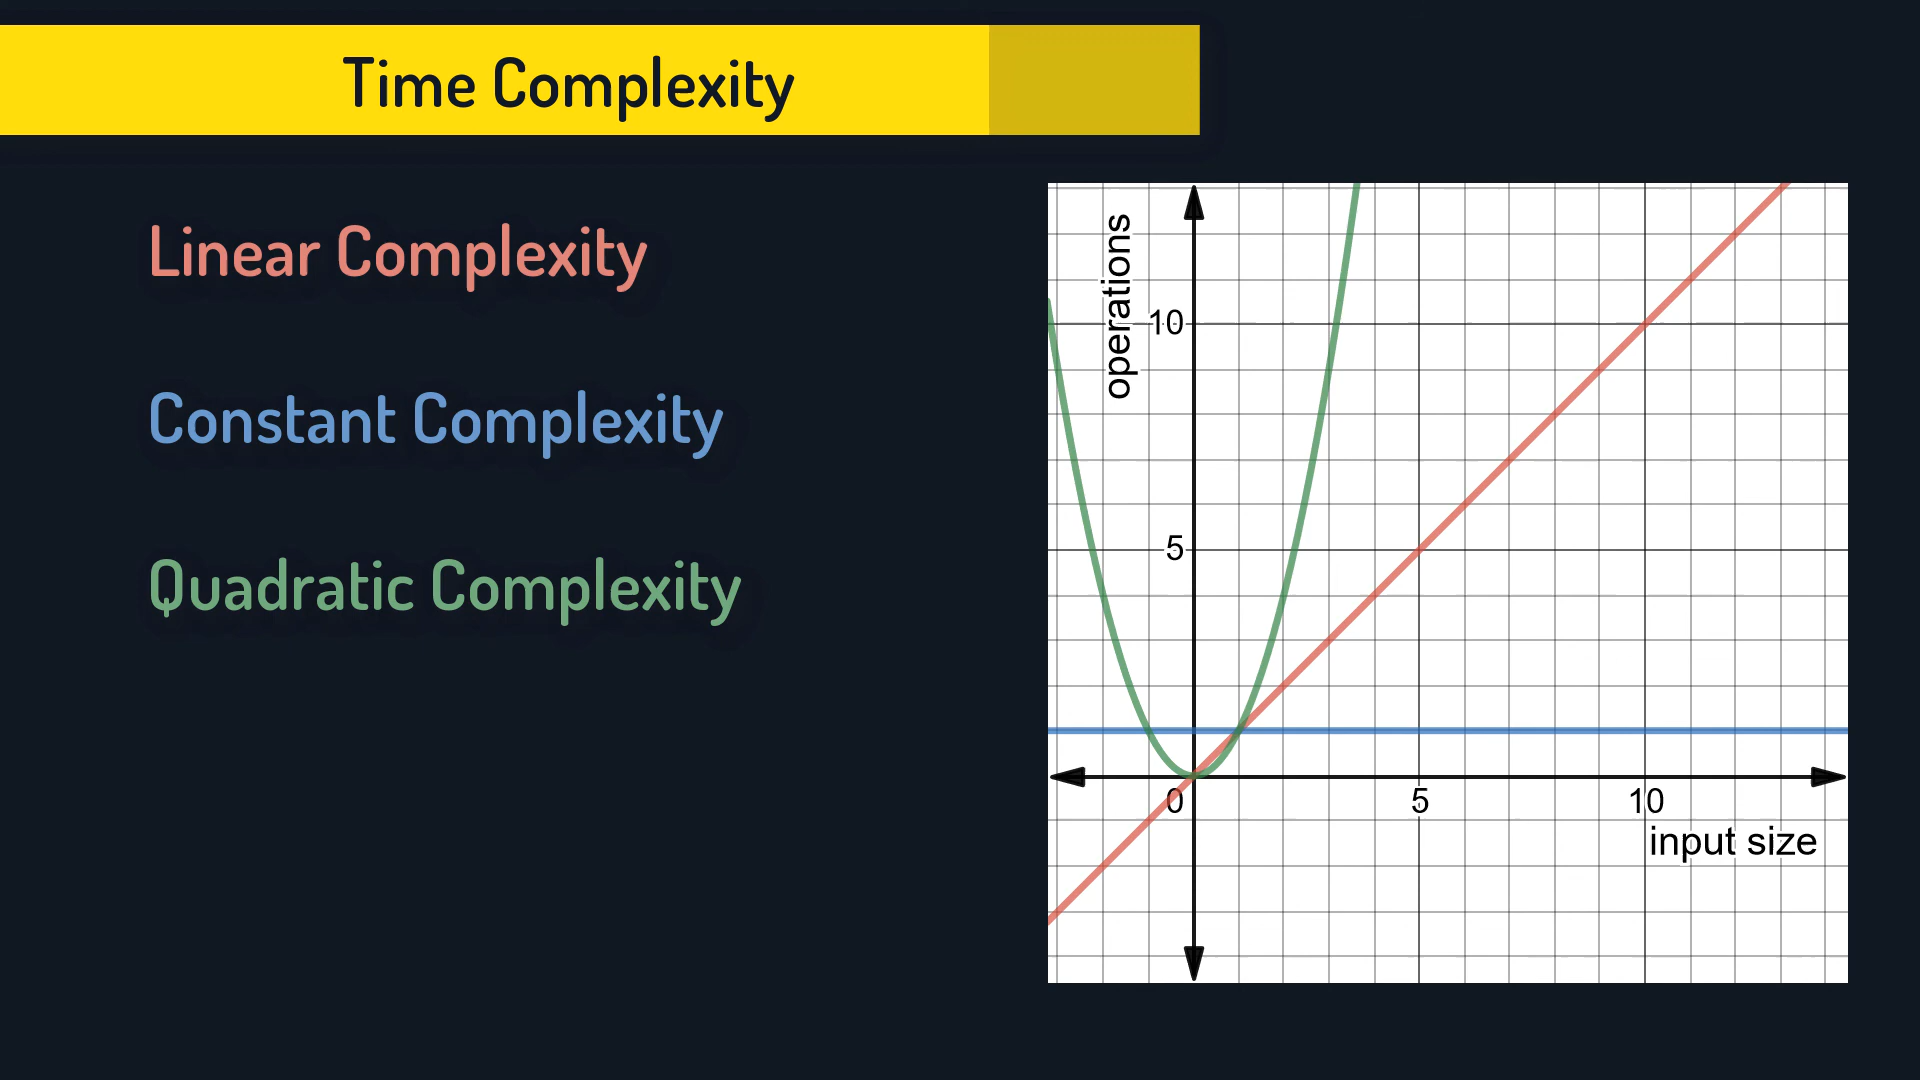 Time Complexity
Linear Complexity
Constant Complexity
Quadratic Complexity
operations
10
5
0
5
10
input size